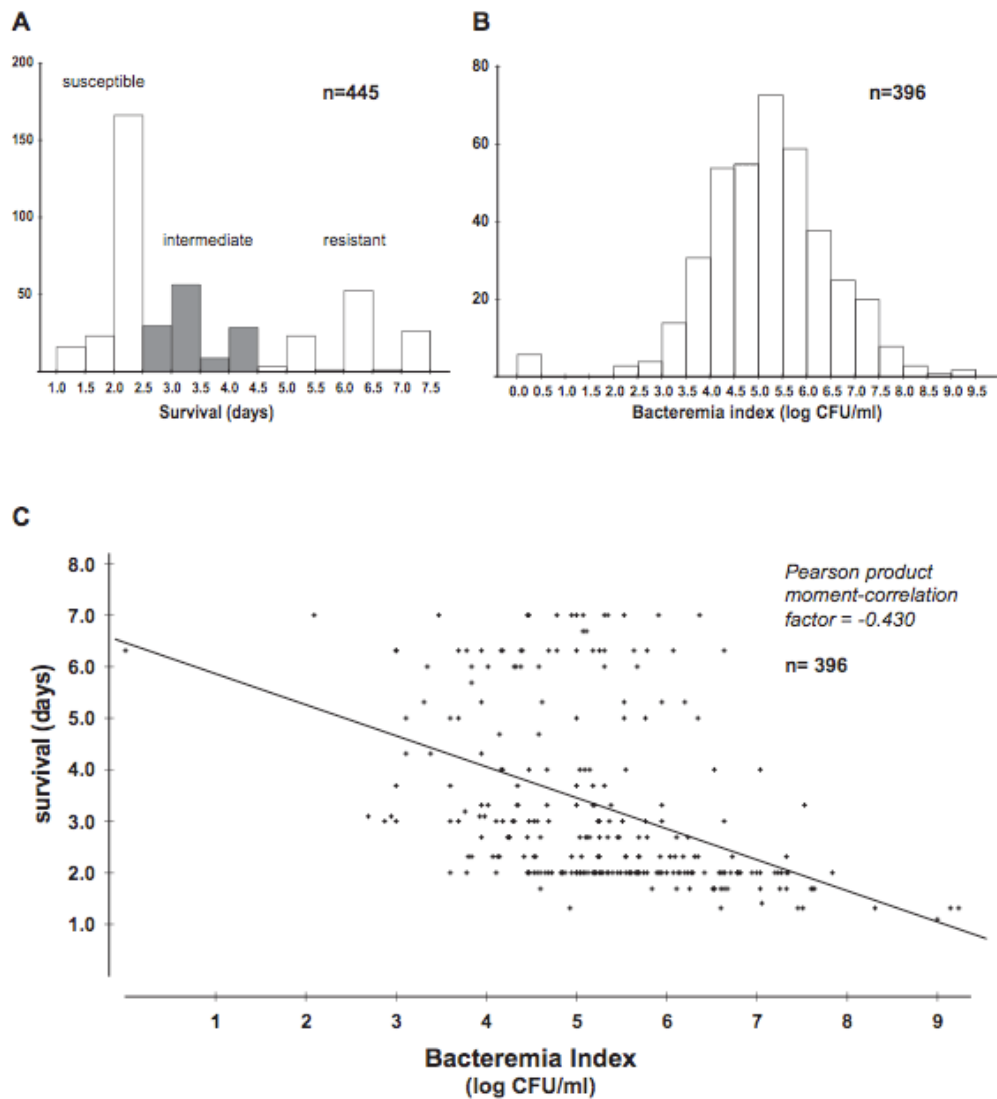 A
200
150
100
50
susceptible
n=445
intermediate
resistant
1.0 1.5 2.0 2.5 3.0 3.5 4.0 4.5 5.0 5.5 6.0 6.5 7.0 7.5
Survival (days)
B
80
60
40
20
n=396
0.0 0.5 1.0 1.5 2.0 2.5 3.0 3.5 4.0 4.5 5.0 5.5 6.0 6.5 7.0 7.5 8.0 8.5 9.0 9.5
Bacteremia index (log CFU/ml)
C
8.0
7.0
6.0
5.0
4.0
3.0
2.0
1.0
survival (days)
Pearson product
moment-correlation
factor = -0.430
n= 396
1 2 3 4 5 6 7 8 9
Bacteremia Index
(log CFU/ml)